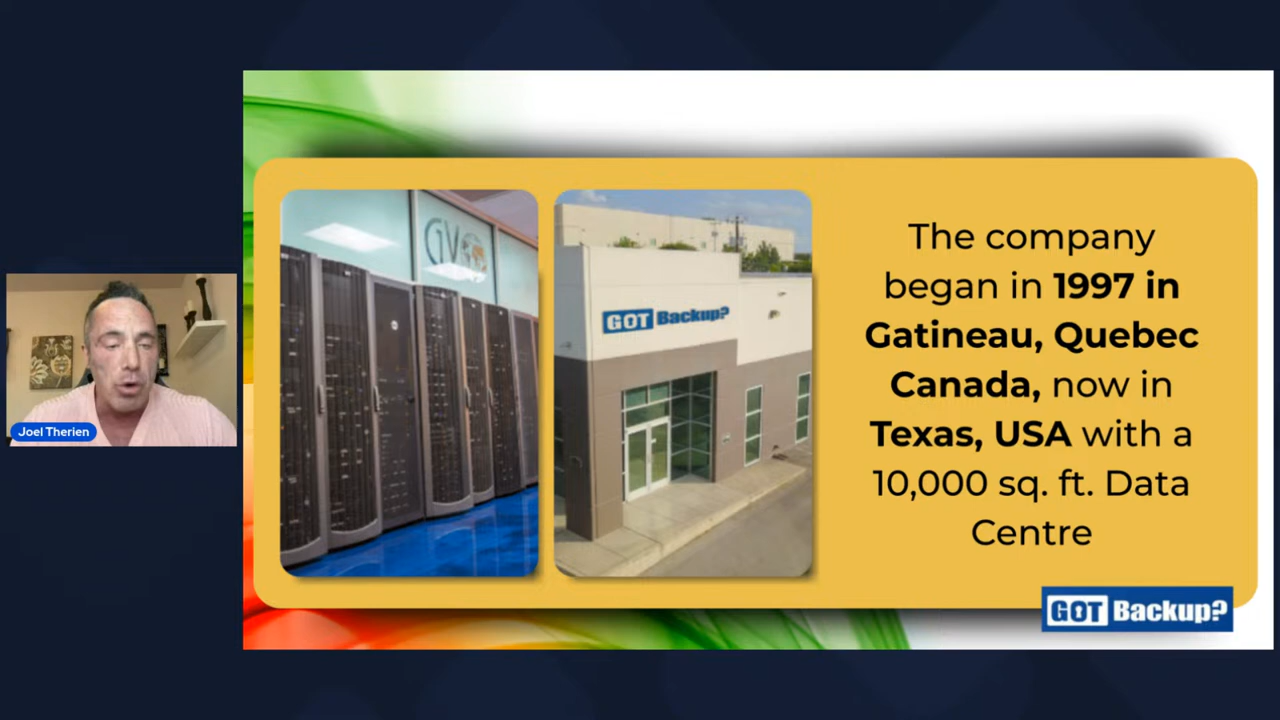 Joel Therien
GVO
GOT Backup?
The company
began in 1997 in
Gatineau, Quebec
Canada, now in
Texas, USA with a
10,000 sq. ft. Data
Centre
GOT Backup?